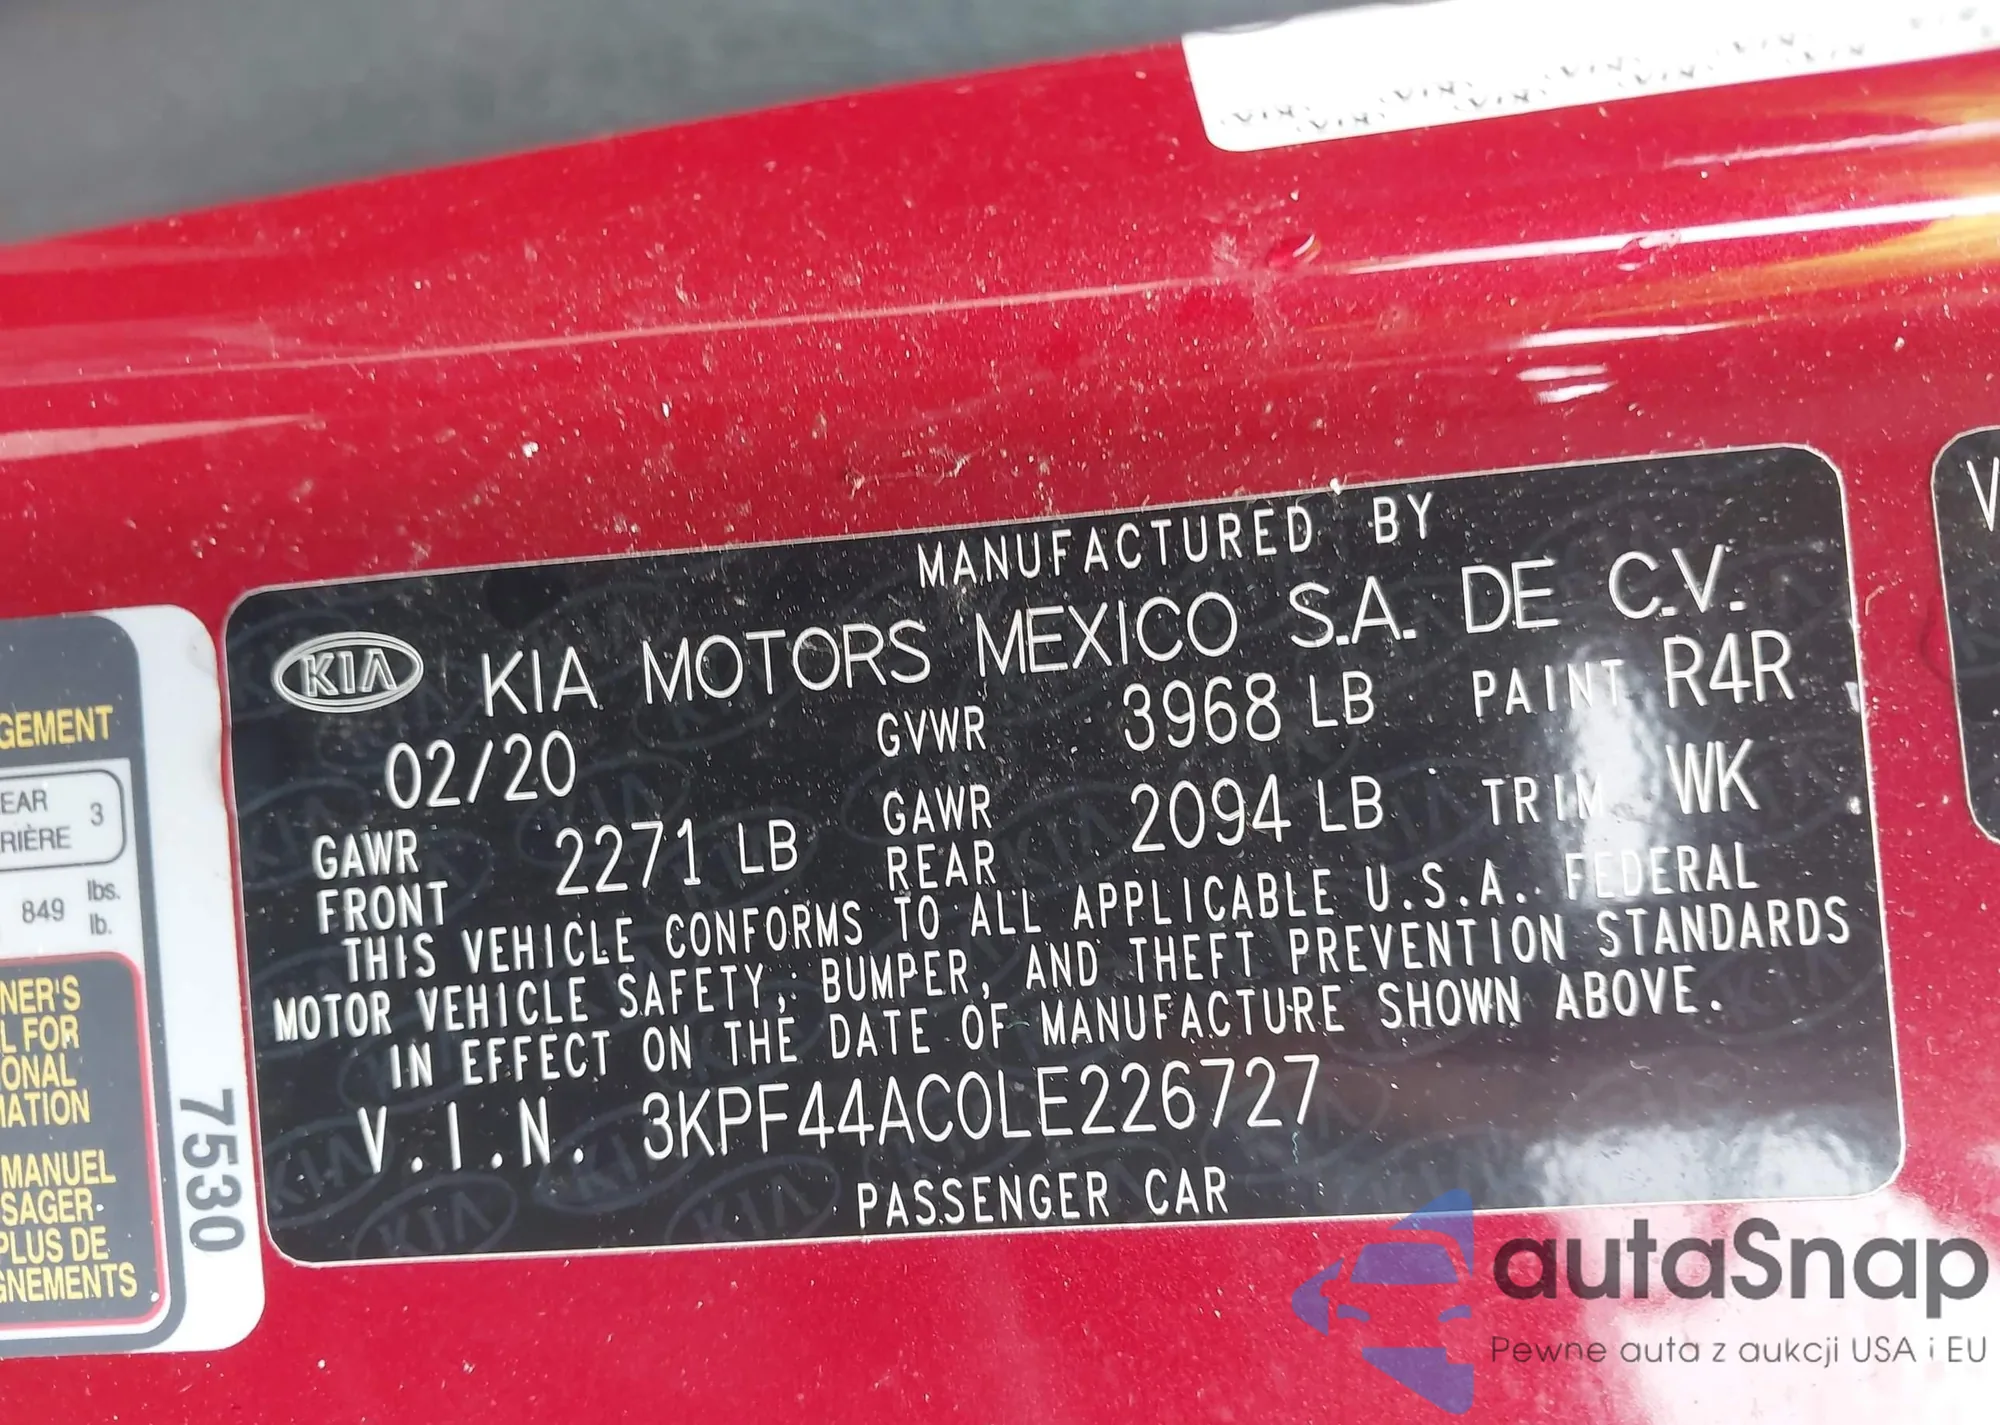 MANUFACTURED BY
KIA KIA MOTORS MEXICO S.A. DE C.V.
02/20 GVWR 3968 LB PAINT R4R
GAWR FRONT 2271 LB GAWR REAR 2094 LB TRIM WK
THIS VEHICLE CONFORMS TO ALL APPLICABLE U.S.A. FEDERAL
MOTOR VEHICLE SAFETY, BUMPER, AND THEFT PREVENTION STANDARDS
IN EFFECT ON THE DATE OF MANUFACTURE SHOWN ABOVE.
V.I.N. 3KPF44AC0LE226727
PASSENGER CAR
GEMENT
EAR 3
RIÈRE
849 lbs.
lb.
NER'S
L FOR
ONAL
MATION
MANUEL
SAGER-
PLUS DE
GNEMENTS
7530
V
autaSnap
Pewne auta z aukcji USA i EU